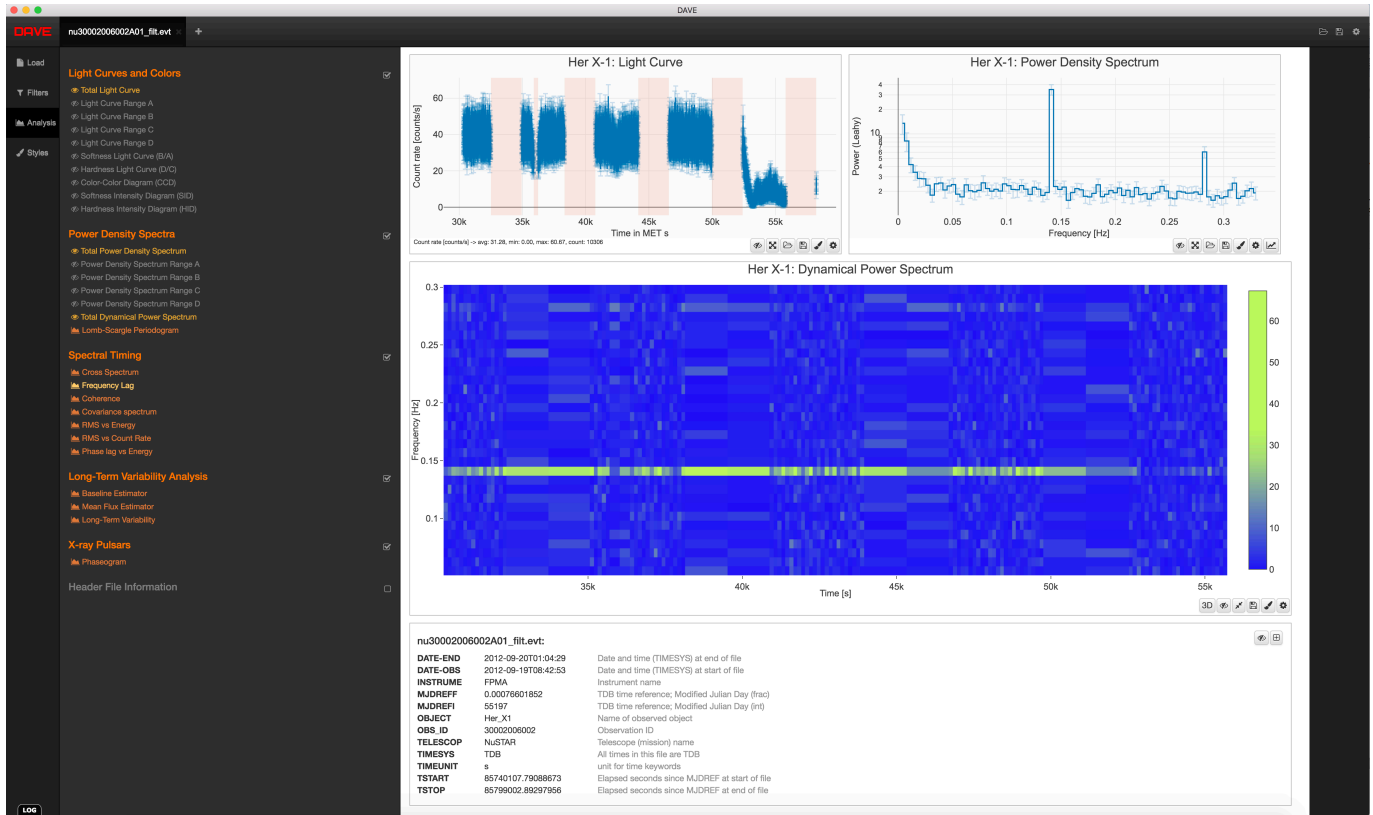 DAVE
DAVE
nu30002006002A01_filt.evt × +
Load
Filters
Analysis
Styles
LOG
Light Curves and Colors
Total Light Curve
Light Curve Range A
Light Curve Range B
Light Curve Range C
Light Curve Range D
Softness Light Curve (B/A)
Hardness Light Curve (D/C)
Color-Color Diagram (CCD)
Softness Intensity Diagram (SID)
Hardness Intensity Diagram (HID)
Power Density Spectra
Total Power Density Spectrum
Power Density Spectrum Range A
Power Density Spectrum Range B
Power Density Spectrum Range C
Power Density Spectrum Range D
Total Dynamical Power Spectrum
Lomb-Scargle Periodogram
Spectral Timing
Cross Spectrum
Frequency Lag
Coherence
Covariance spectrum
RMS vs Energy
RMS vs Count Rate
Phase lag vs Energy
Long-Term Variability Analysis
Baseline Estimator
Mean Flux Estimator
Long-Term Variability
X-ray Pulsars
Phaseogram
Header File Information
Her X-1: Light Curve
Count rate [counts/s]
60
40
20
0
30k 35k 40k 45k 50k 55k
Time in MET s
Count rate [counts/s] -> avg: 31.28, min: 0.00, max: 60.67, count: 10308
Her X-1: Power Density Spectrum
Power (Leahy)
4
3
2
10
8
7
6
5
4
3
2
0 0.05 0.1 0.15 0.2 0.25 0.3
Frequency [Hz]
Her X-1: Dynamical Power Spectrum
Frequency [Hz]
0.3
0.25
0.2
0.15
0.1
35k 40k 45k 50k 55k
Time [s]
60
50
40
30
20
10
0
3D
nu30002006002A01_filt.evt:
DATE-END 2012-09-20T01:04:29 Date and time (TIMESYS) at end of file
DATE-OBS 2012-09-19T08:42:53 Date and time (TIMESYS) at start of file
INSTRUME FPMA Instrument name
MJDREFF 0.00076601852 TDB time reference; Modified Julian Day (frac)
MJDREFI 55197 TDB time reference; Modified Julian Day (int)
OBJECT Her_X1 Name of observed object
OBS_ID 30002006002 Observation ID
TELESCOP NuSTAR Telescope (mission) name
TIMESYS TDB All times in this file are TDB
TIMEUNIT s unit for time keywords
TSTART 85740107.79088673 Elapsed seconds since MJDREF at start of file
TSTOP 85799002.89297956 Elapsed seconds since MJDREF at end of file